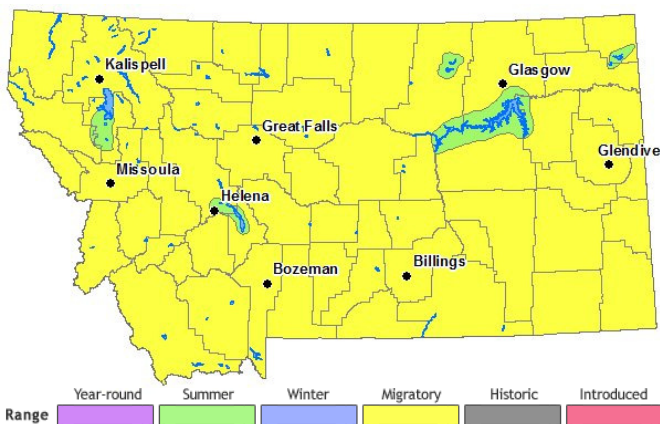 Kalispell
Glasgow
Great Falls
Glendive
Missoula
Helena
Bozeman
Billings
Year-round Summer Winter Migratory Historic Introduced
Range